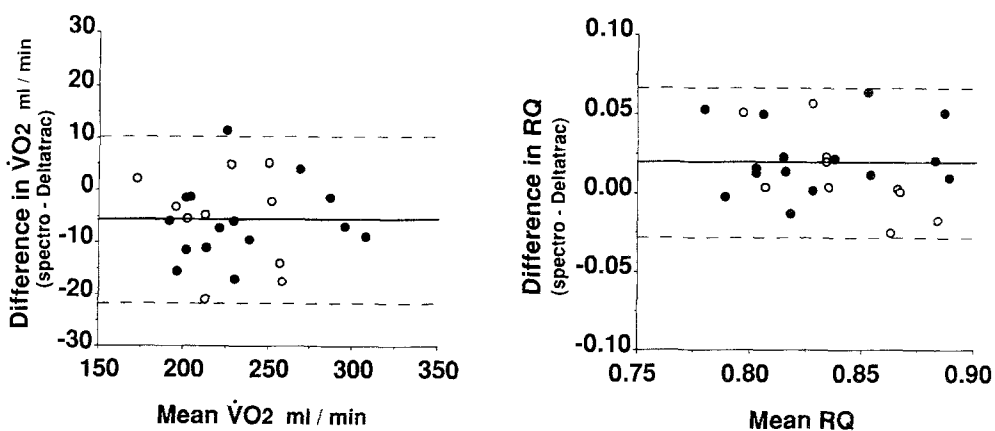 Difference in V̇O2 ml / min
(spectro - Deltatrac)
30
20
10
0
-10
-20
-30
150 200 250 300 350
Mean V̇O2 ml / min
Difference in RQ
(spectro - Deltatrac)
0.10
0.05
0.00
-0.05
-0.10
0.75 0.80 0.85 0.90
Mean RQ